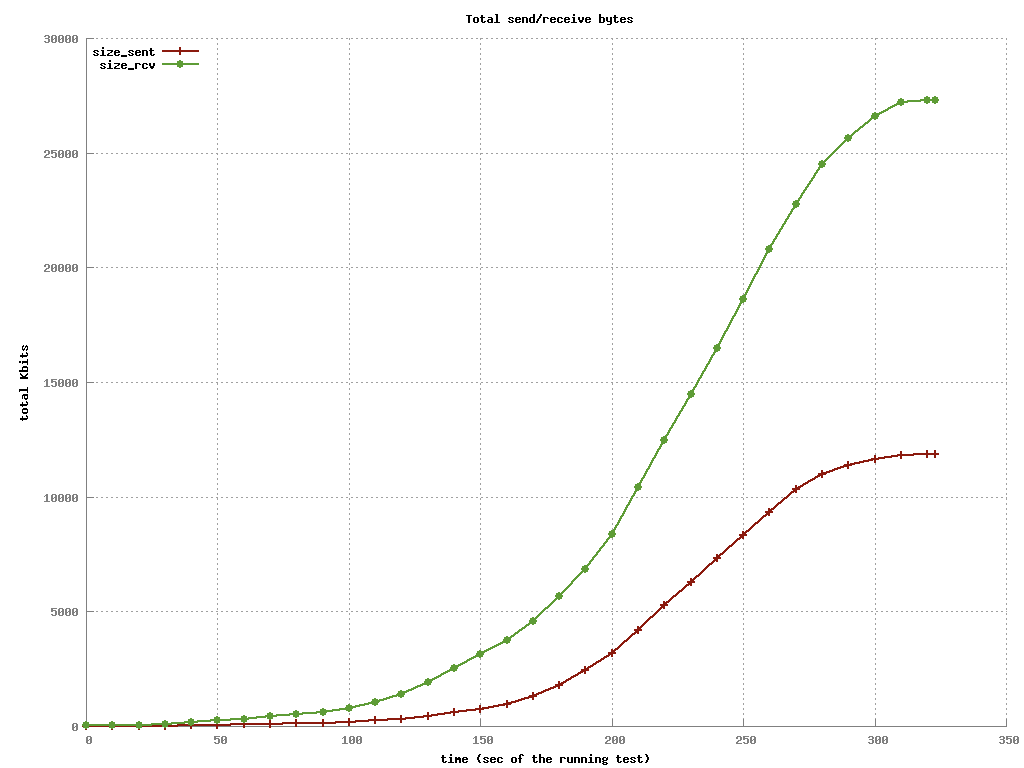 Total send/receive bytes
size_sent
size_rcv
30000
25000
20000
15000
10000
5000
0
total Kbits
0 50 100 150 200 250 300 350
time (sec of the running test)